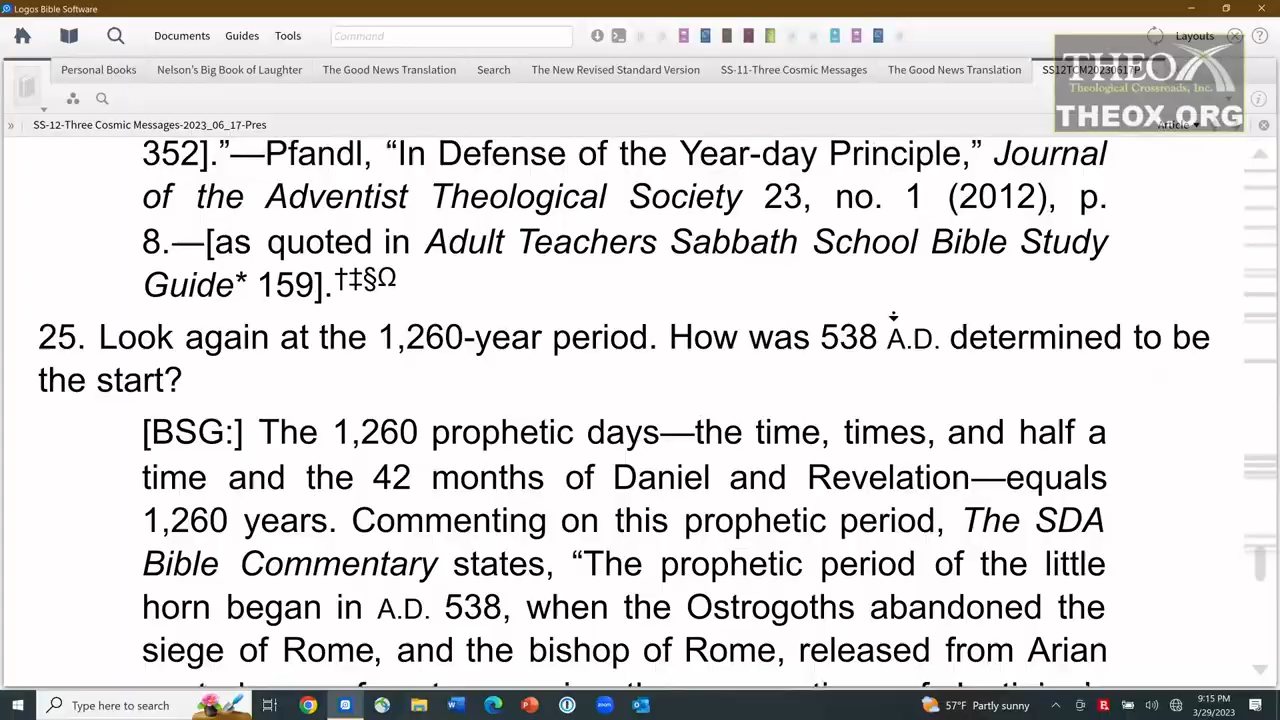 Logos Bible Software
Documents Guides Tools Command Layouts
Personal Books Nelson's Big Book of Laughter Search The New Revised Standard Version SS-11-Three Cosmic Messages The Good News Translation SS12TCM20230617P
THEOX
Theological Crossroads, Inc.
THEOX.ORG
SS-12-Three Cosmic Messages-2023_06_17-Pres Article
352].”—Pfandl, “In Defense of the Year-day Principle,” Journal
of the Adventist Theological Society 23, no. 1 (2012), p.
8.—[as quoted in Adult Teachers Sabbath School Bible Study
Guide* 159].†‡§Ω
25. Look again at the 1,260-year period. How was 538 A.D. determined to be
the start?
[BSG:] The 1,260 prophetic days—the time, times, and half a
time and the 42 months of Daniel and Revelation—equals
1,260 years. Commenting on this prophetic period, The SDA
Bible Commentary states, “The prophetic period of the little
horn began in A.D. 538, when the Ostrogoths abandoned the
siege of Rome, and the bishop of Rome, released from Arian
Type here to search 57°F Partly sunny 9:15 PM
3/29/2023